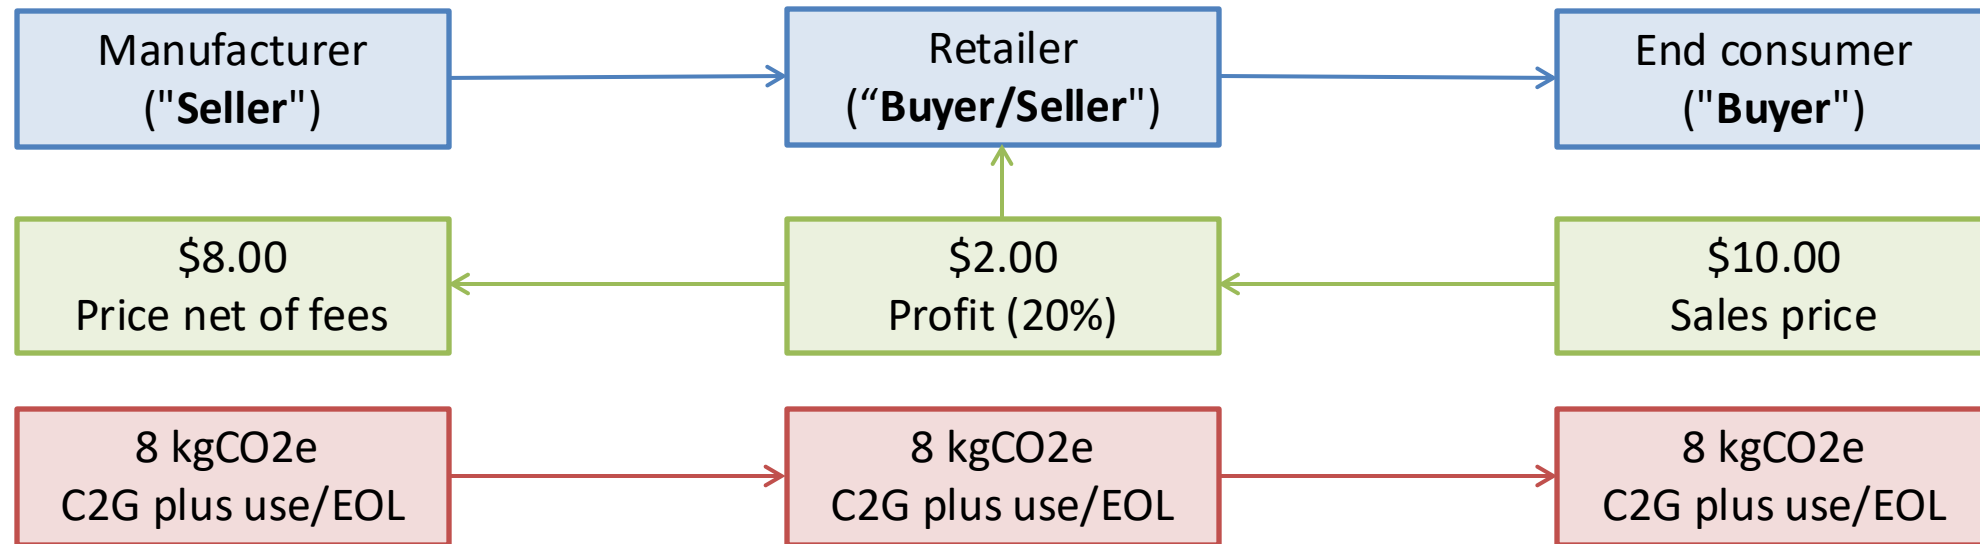 Manufacturer
("Seller")
Retailer
(“Buyer/Seller")
End consumer
("Buyer")
$8.00
Price net of fees
$2.00
Profit (20%)
$10.00
Sales price
8 kgCO2e
C2G plus use/EOL
8 kgCO2e
C2G plus use/EOL
8 kgCO2e
C2G plus use/EOL